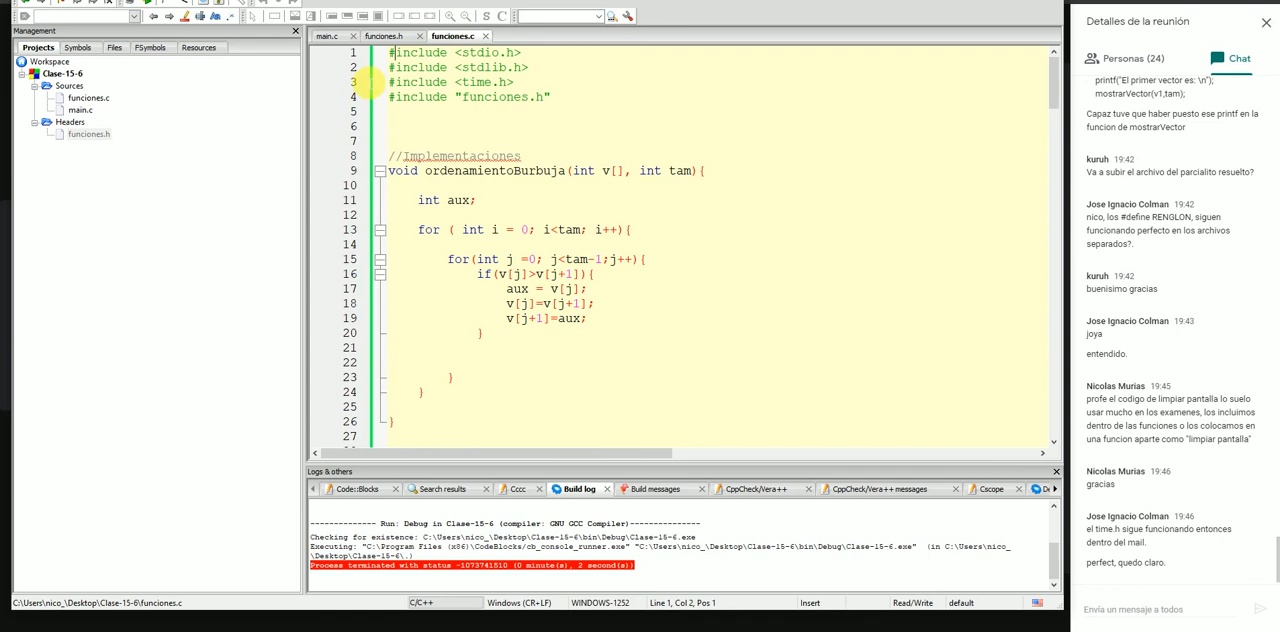 Management
Projects Symbols Files FSymbols Resources
Workspace
Clase-15-6
Sources
funciones.c
main.c
Headers
funciones.h
main.c funciones.h funciones.c
1 #include <stdio.h>
2 #include <stdlib.h>
3 #include <time.h>
4 #include "funciones.h"
5
6
7
8 //Implementaciones
9 void ordenamientoBurbuja(int v[], int tam){
10
11 int aux;
12
13 for ( int i = 0; i<tam; i++){
14
15 for(int j =0; j<tam-1;j++){
16 if(v[j]>v[j+1]){
17 aux = v[j];
18 v[j]=v[j+1];
19 v[j+1]=aux;
20 }
21
22
23 }
24 }
25
26 }
27
Logs & others
Code::Blocks Search results Cccc Build log Build messages CppCheck/Vera++ CppCheck/Vera++ messages Cscope
-------------- Run: Debug in Clase-15-6 (compiler: GNU GCC Compiler)---------------
Checking for existence: C:\Users\nico_\Desktop\Clase-15-6\bin\Debug\Clase-15-6.exe
Executing: "C:\Program Files (x86)\CodeBlocks/cb_console_runner.exe" "C:\Users\nico_\Desktop\Clase-15-6\bin\Debug\Clase-15-6.exe" (in C:\Users\nico_
\Desktop\Clase-15-6\.)
Process terminated with status -1073741510 (0 minute(s), 2 second(s))
C:\Users\nico_\Desktop\Clase-15-6\funciones.c C/C++ Windows (CR+LF) WINDOWS-1252 Line 1, Col 2, Pos 1 Insert Read/Write default
Detalles de la reunión
Personas (24) Chat
printf("El primer vector es: \n");
mostrarVector(v1,tam);
Capaz tuve que haber puesto ese printf en la
funcion de mostrarVector
kuruh 19:42
Va a subir el archivo del parcialito resuelto?
Jose Ignacio Colman 19:42
nico, los #define RENGLON, siguen
funcionando perfecto en los archivos
separados?.
kuruh 19:42
buenisimo gracias
Jose Ignacio Colman 19:43
joya
entendido.
Nicolas Murias 19:45
profe el codigo de limpiar pantalla lo suelo
usar mucho en los examenes, los incluimos
dentro de las funciones o los colocamos en
una funcion aparte como "limpiar pantalla"
Nicolas Murias 19:46
gracias
Jose Ignacio Colman 19:46
el time.h sigue funcionando entonces
dentro del mail.
perfect, quedo claro.
Envía un mensaje a todos